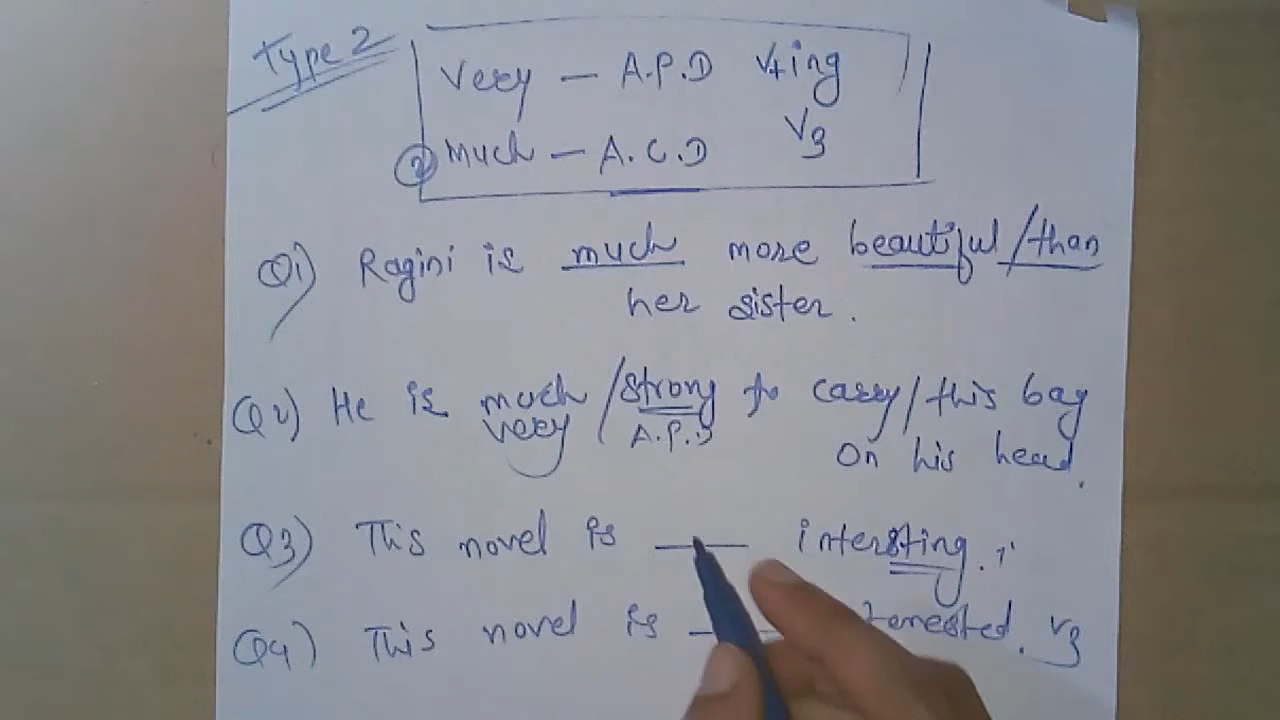 Type 2
Very — A.P.D V+ing
② Much — A.C.D V3
Q1) Ragini is much more beautiful/than
her sister.
Q2) He is much /strong to carry/this bag
very A.P.D
on his head.
Q3) This novel is ___ intersting.
Q4) This novel is ___ V3